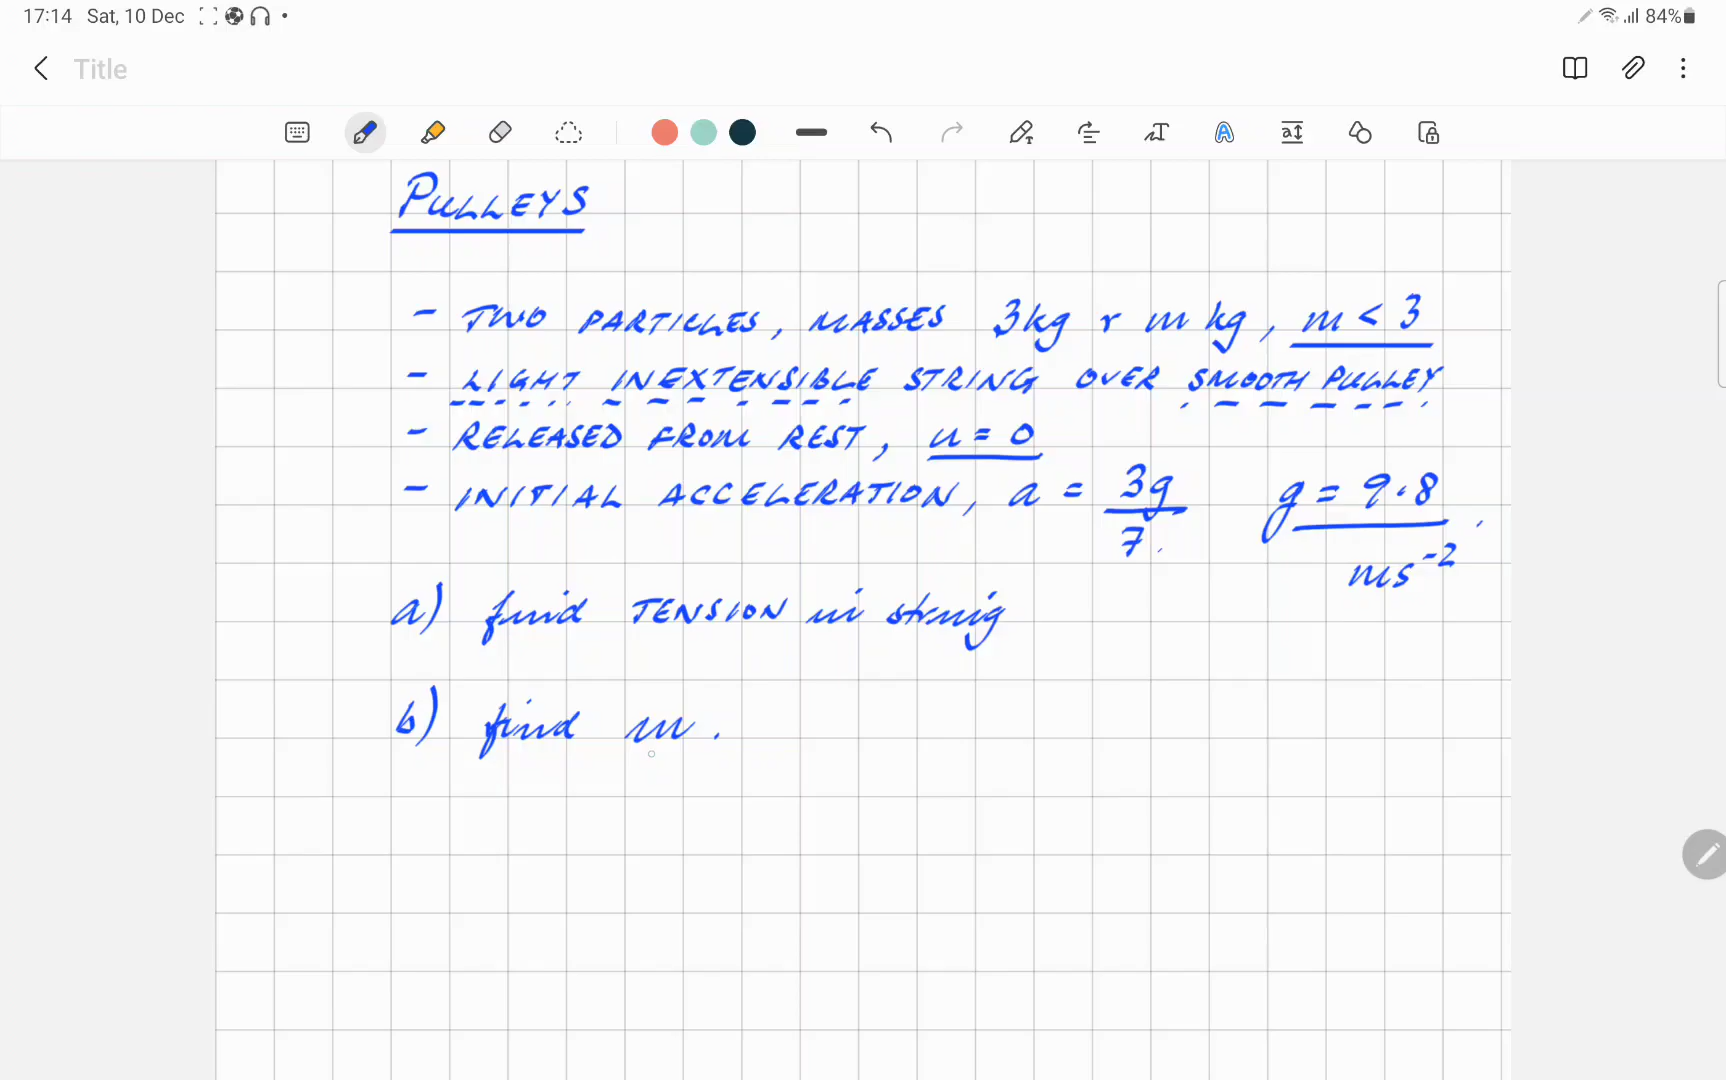 17:14 Sat, 10 Dec 84%
Title
PULLEYS
- TWO PARTICLES, MASSES 3kg & m kg, m < 3
- LIGHT INEXTENSIBLE STRING OVER SMOOTH PULLEY
- RELEASED FROM REST, u = 0
- INITIAL ACCELERATION, a = 3g/7. g = 9.8 ms⁻².
a) find TENSION in string
b) find m.